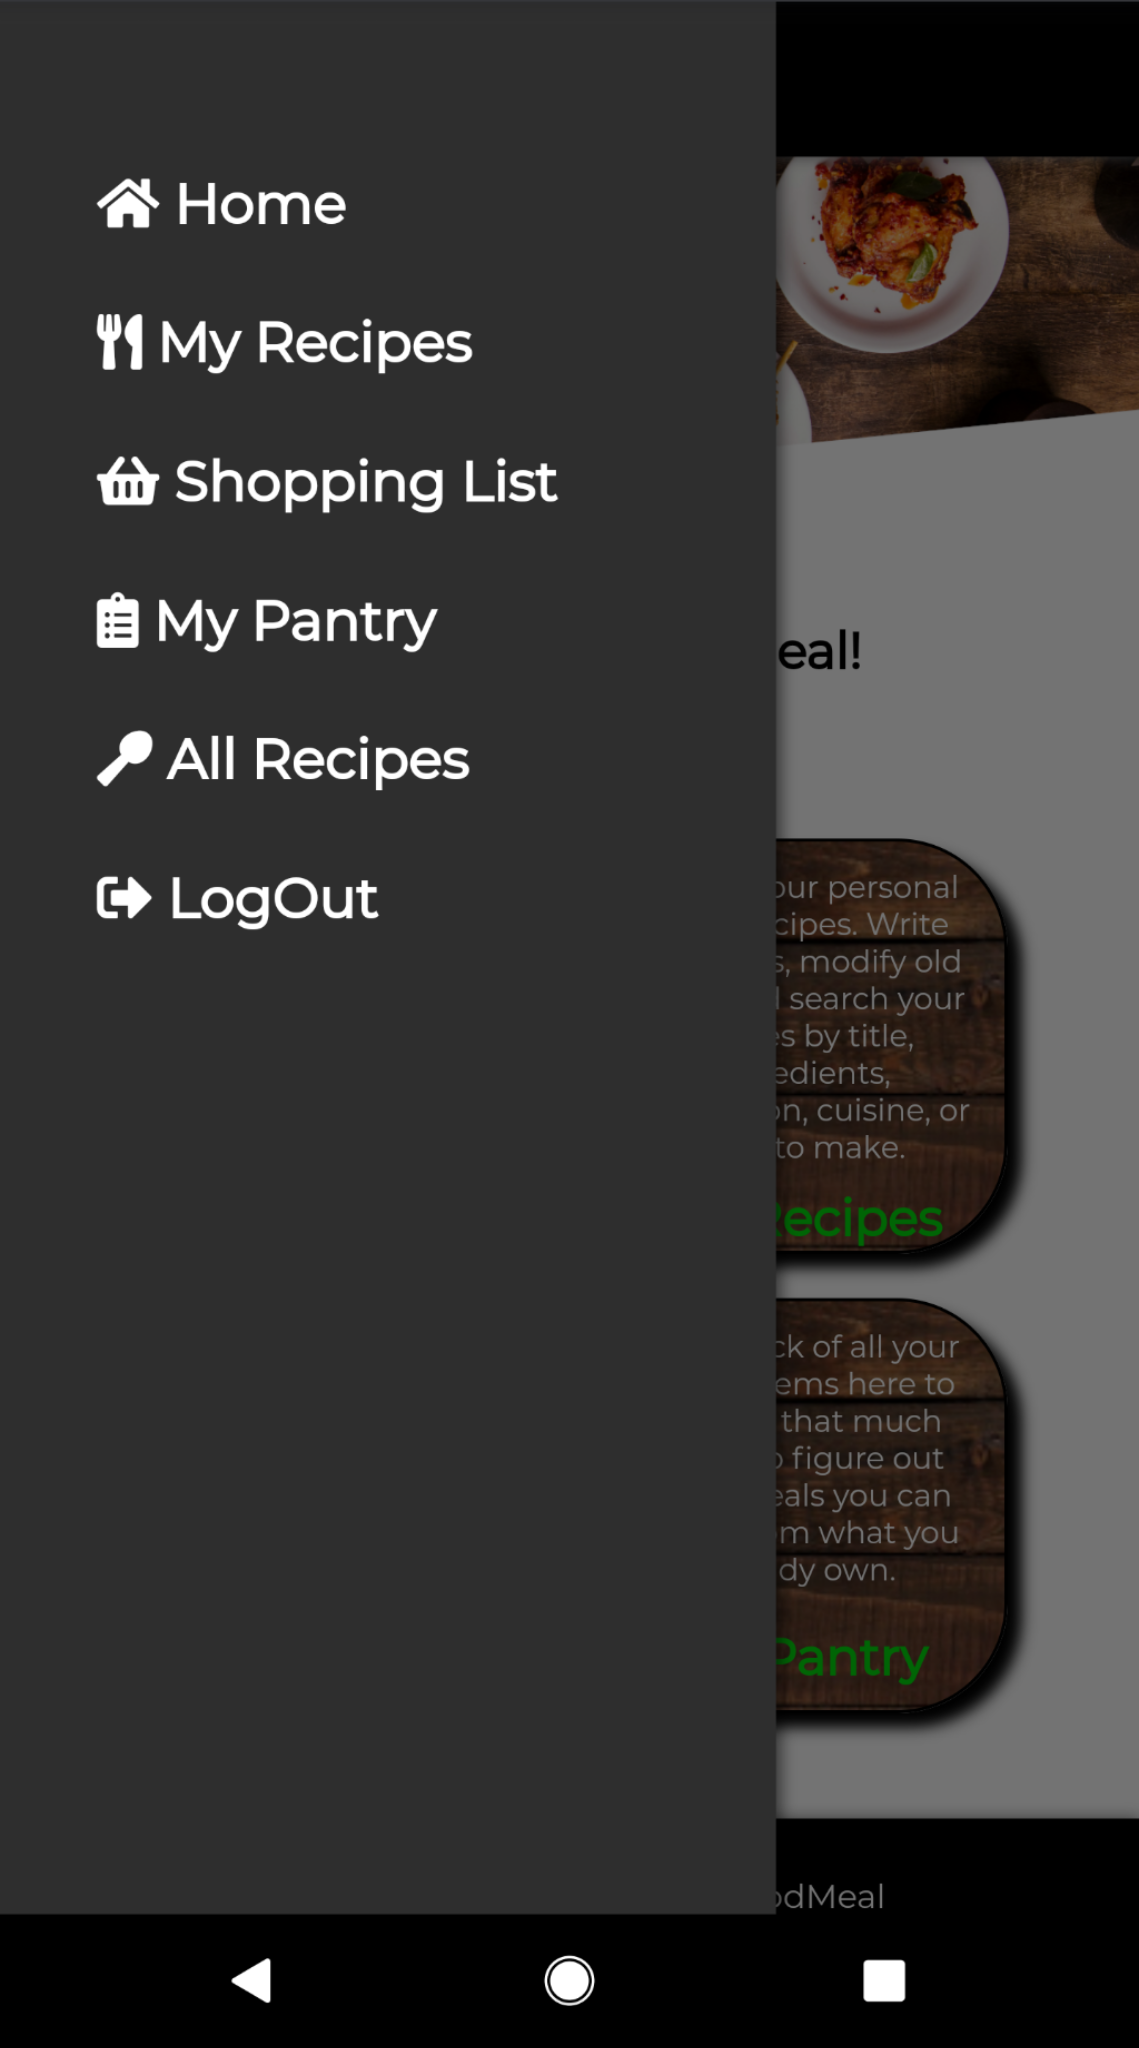 Home
My Recipes
Shopping List
My Pantry
All Recipes
LogOut
eal!
our personal
cipes. Write
s, modify old
search your
es by title,
edients,
on, cuisine, or
to make.
Recipes
ck of all your
ems here to
that much
figure out
eals you can
m what you
dy own.
Pantry
odMeal